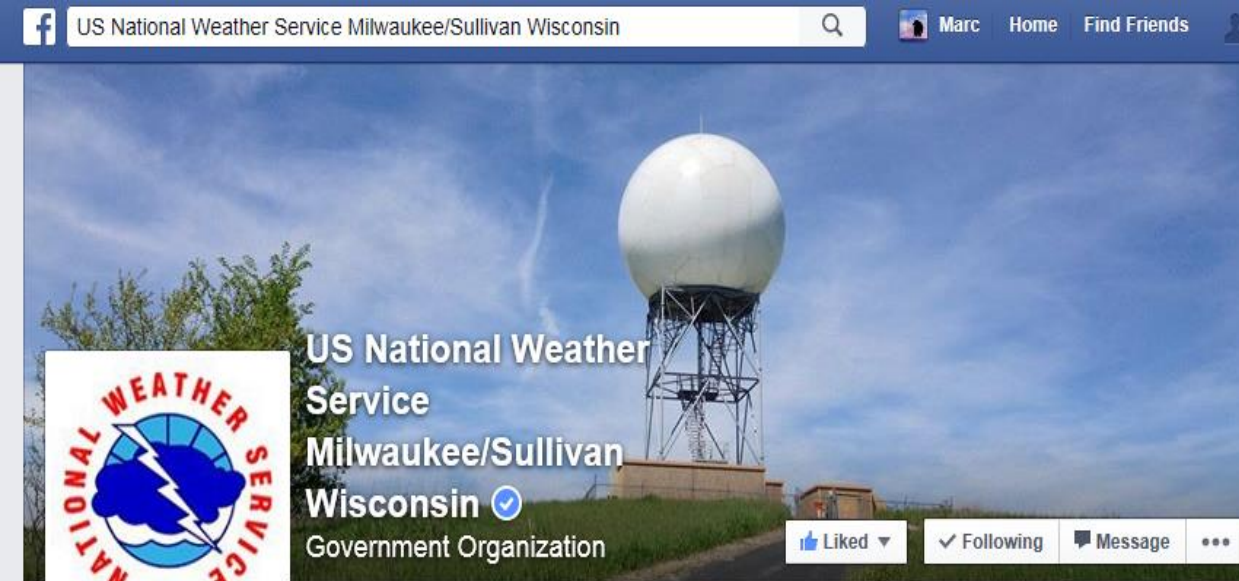 f US National Weather Service Milwaukee/Sullivan Wisconsin Marc Home Find Friends
US National Weather
Service
Milwaukee/Sullivan
Wisconsin
Government Organization
NATIONAL WEATHER SERVICE
Liked Following Message